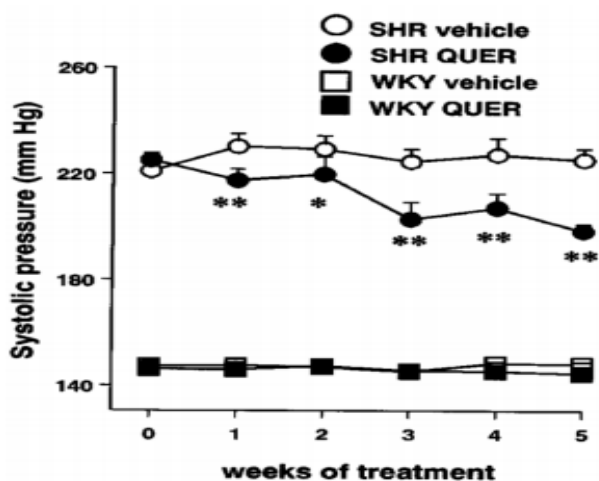 SHR vehicle
SHR QUER
WKY vehicle
WKY QUER
260
220
180
140
Systolic pressure (mm Hg)
**
*
**
**
**
0 1 2 3 4 5
weeks of treatment